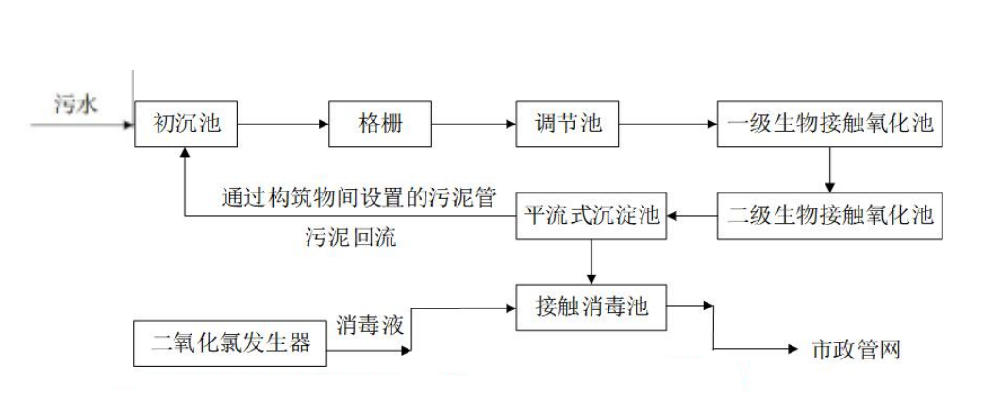 污水
初沉池
格栅
调节池
一级生物接触氧化池
通过构筑物间设置的污泥管
污泥回流
平流式沉淀池
二级生物接触氧化池
接触消毒池
二氧化氯发生器
消毒液
市政管网